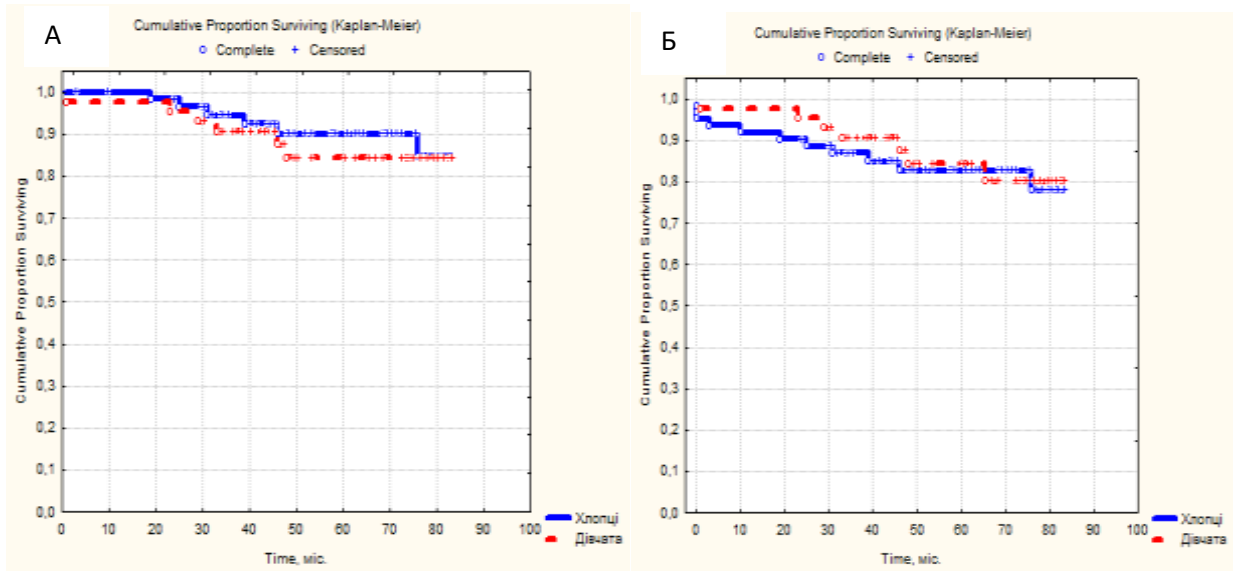 А
Cumulative Proportion Surviving (Kaplan-Meier)
Complete + Censored
Cumulative Proportion Surviving
1,0
0,9
0,8
0,7
0,6
0,5
0,4
0,3
0,2
0,1
0,0
0 10 20 30 40 50 60 70 80 90 100
Time, міс.
Хлопці
Дівчата
Б
Cumulative Proportion Surviving (Kaplan-Meier)
Complete + Censored
Cumulative Proportion Surviving
1,0
0,9
0,8
0,7
0,6
0,5
0,4
0,3
0,2
0,1
0,0
0 10 20 30 40 50 60 70 80 90 100
Time, міс.
Хлопці
Дівчата